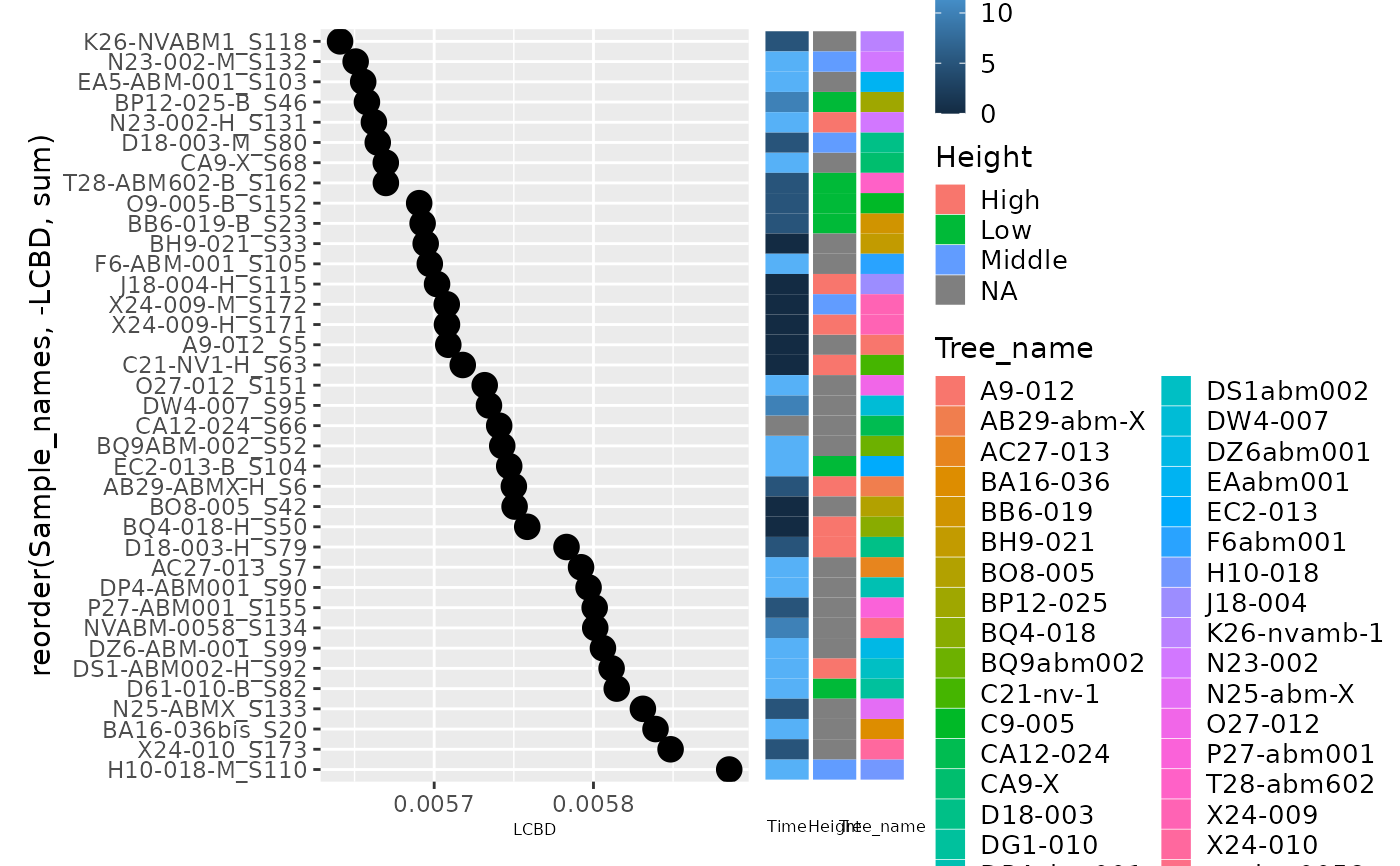 reorder(Sample_names, -LCBD, sum)
K26-NVABM1_S118
N23-002-M_S132
EA5-ABM-001_S103
BP12-025-B_S46
N23-002-H_S131
D18-003-M_S80
CA9-X_S68
T28-ABM602-B_S162
O9-005-B_S152
BB6-019-B_S23
BH9-021_S33
F6-ABM-001_S105
J18-004-H_S115
X24-009-M_S172
X24-009-H_S171
A9-012_S5
C21-NV1-H_S63
O27-012_S151
DW4-007_S95
CA12-024_S66
BQ9ABM-002_S52
EC2-013-B_S104
AB29-ABMX-H_S6
BO8-005_S42
BQ4-018-H_S50
D18-003-H_S79
AC27-013_S7
DP4-ABM001_S90
P27-ABM001_S155
NVABM-0058_S134
DZ6-ABM-001_S99
DS1-ABM002-H_S92
D61-010-B_S82
N25-ABMX_S133
BA16-036bis_S20
X24-010_S173
H10-018-M_S110
0.0057 0.0058
LCBD
Time Height Tree_name
10
5
0
Height
High
Low
Middle
NA
Tree_name
A9-012
AB29-abm-X
AC27-013
BA16-036
BB6-019
BH9-021
BO8-005
BP12-025
BQ4-018
BQ9abm002
C21-nv-1
C9-005
CA12-024
CA9-X
D18-003
DG1-010
DS1abm002
DW4-007
DZ6abm001
EAabm001
EC2-013
F6abm001
H10-018
J18-004
K26-nvamb-1
N23-002
N25-abm-X
O27-012
P27-abm001
T28-abm602
X24-009
X24-010